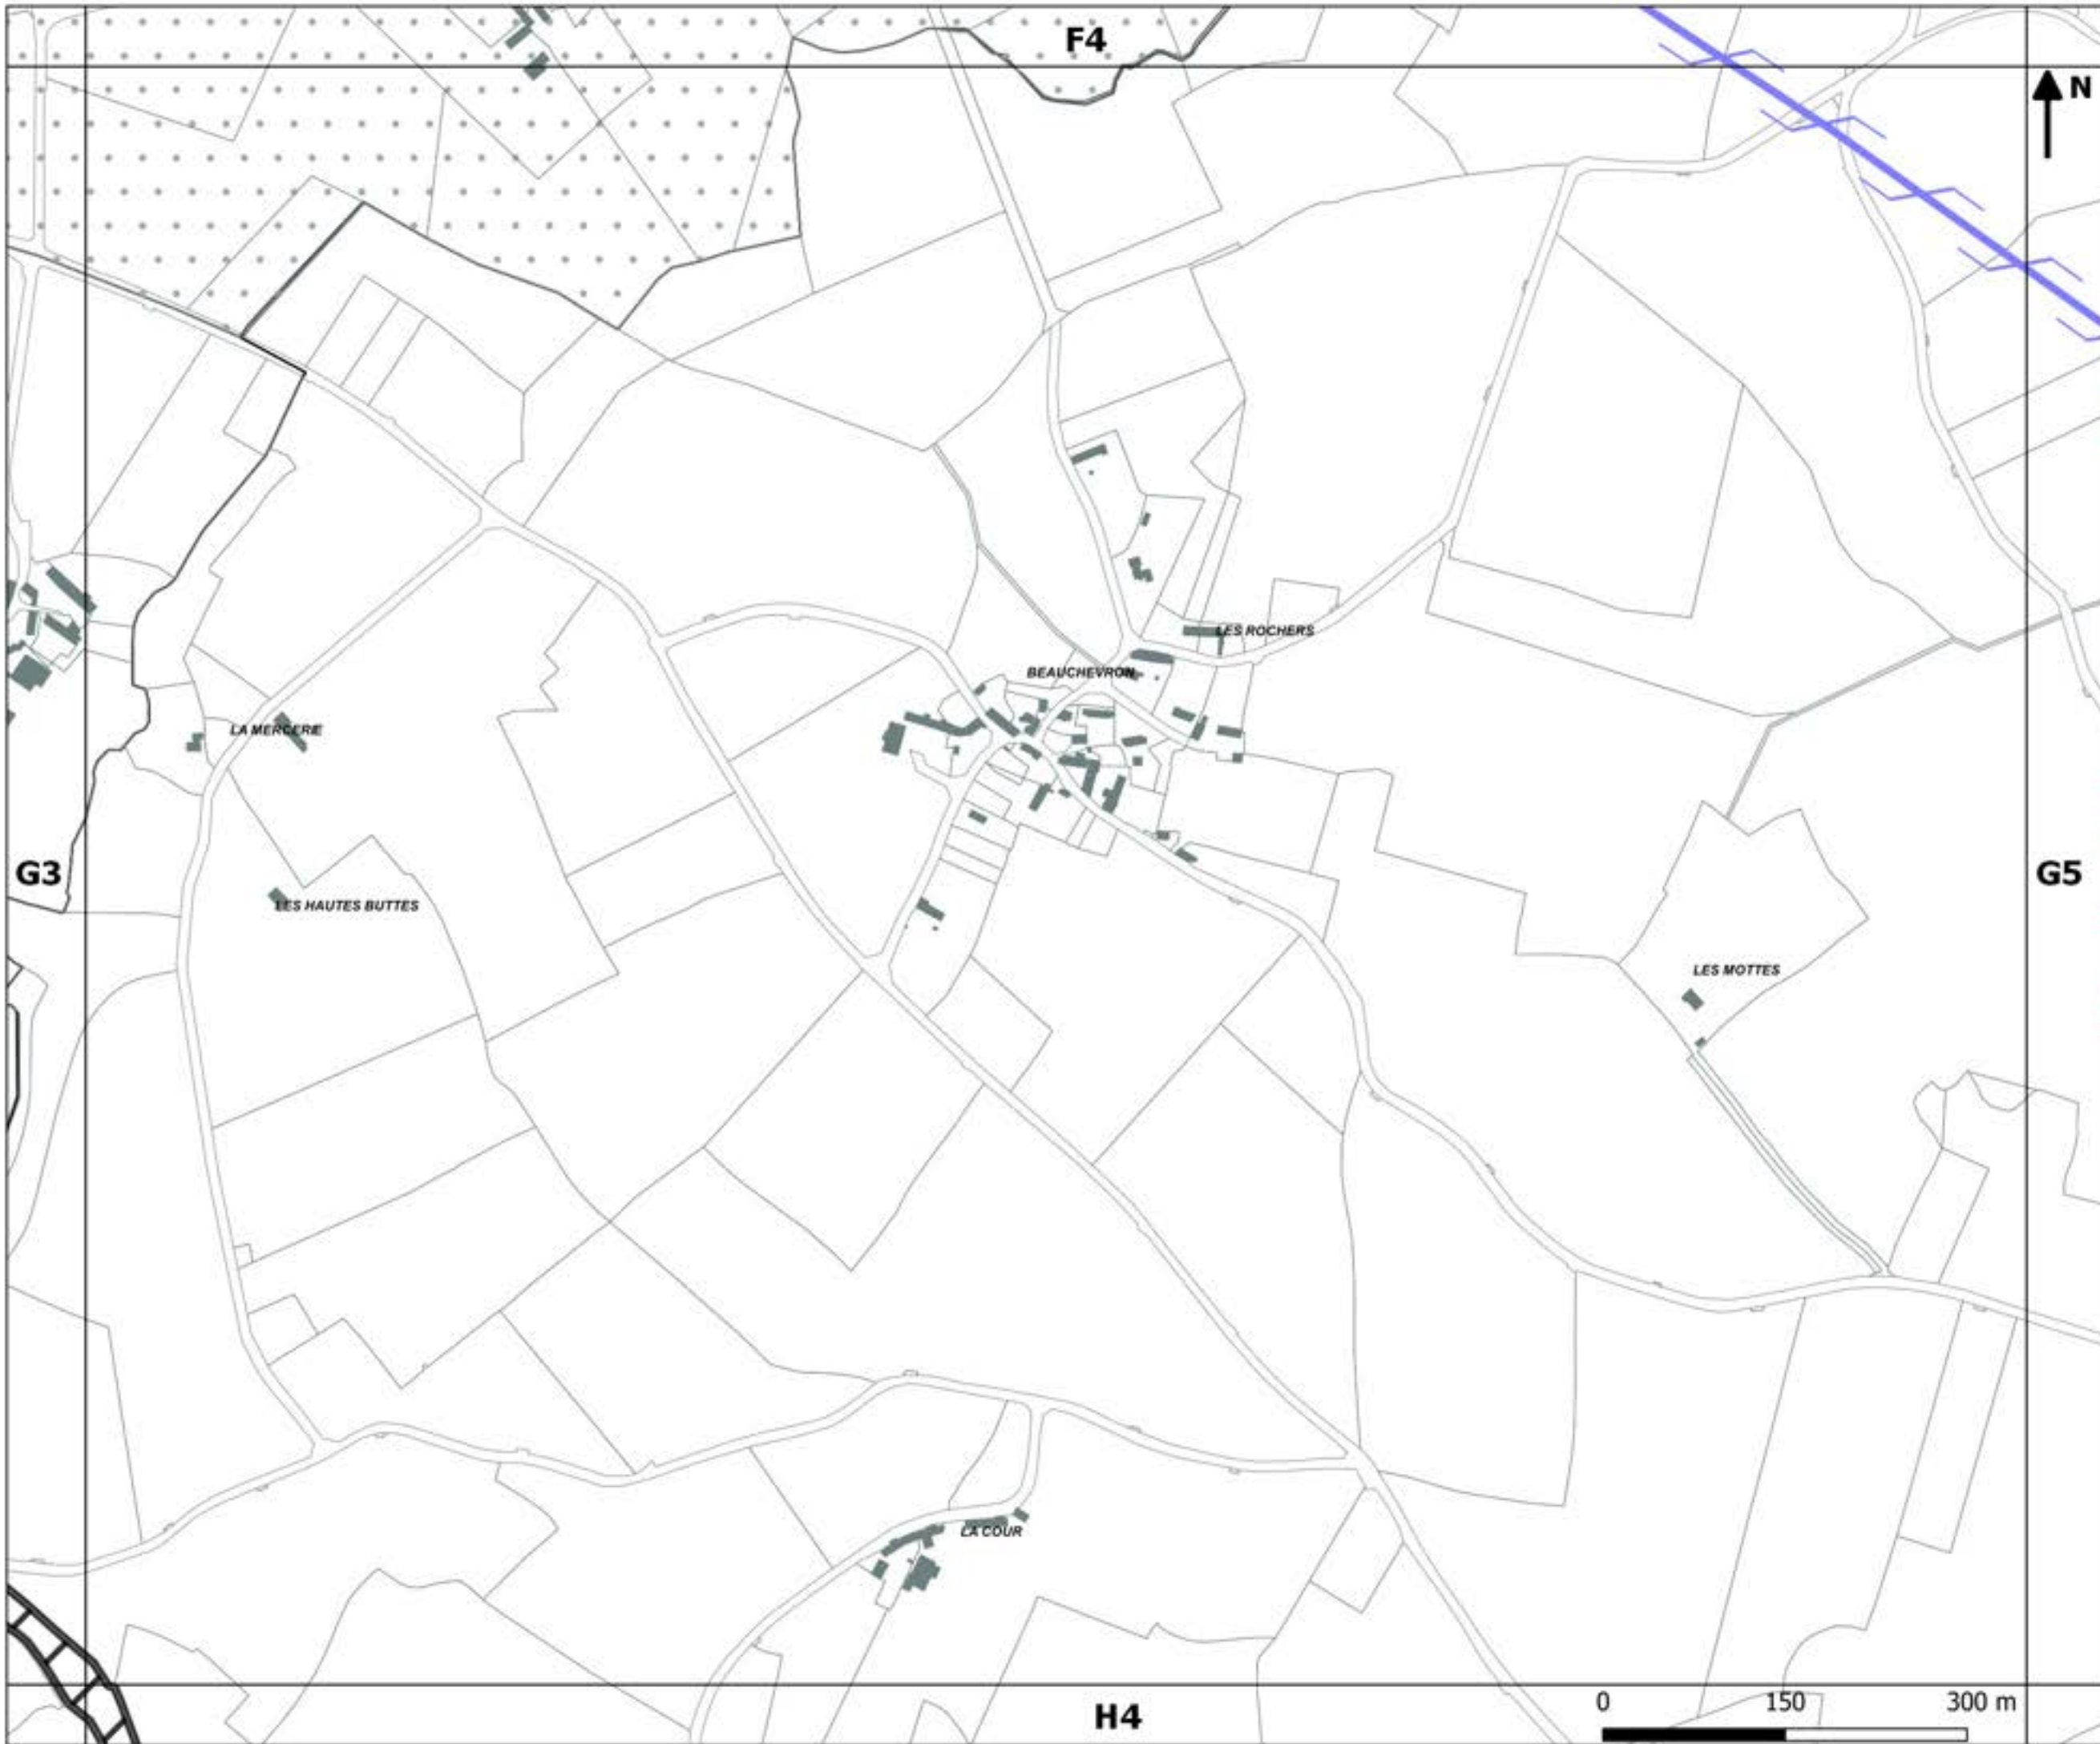 F4
N
LES ROCHERS
BEAUCHEVRON
LA MERCERIE
G3
G5
LES HAUTES BUTTES
LES MOTTES
LA COUR
0 150 300 m
H4